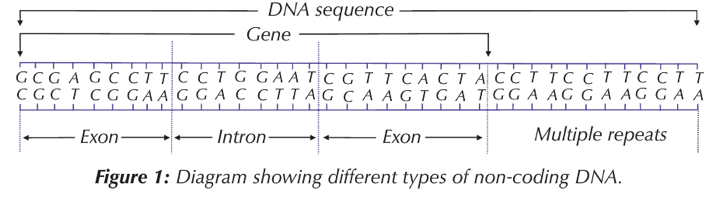 DNA sequence
Gene
G C G A G C C T T C C T G G A A T C G T T C A C T A C C T T C C T T C C T T
C G C T C G G A A G G A C C T T A G C A A G T G A T G G A A G G A A G G A A
Exon Intron Exon Multiple repeats
Figure 1: Diagram showing different types of non-coding DNA.